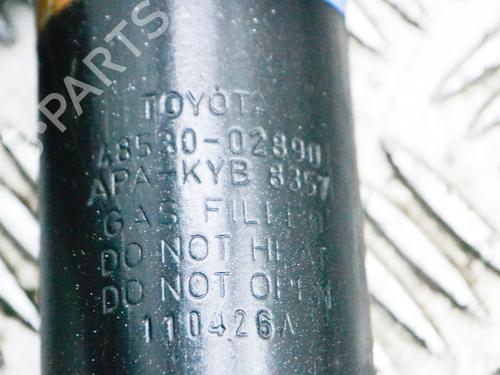 PARTS
TOYOTA
48530-02890
APA-KYB 8357
GAS FILLED
DO NOT HEAT
DO NOT OPEN
110426A